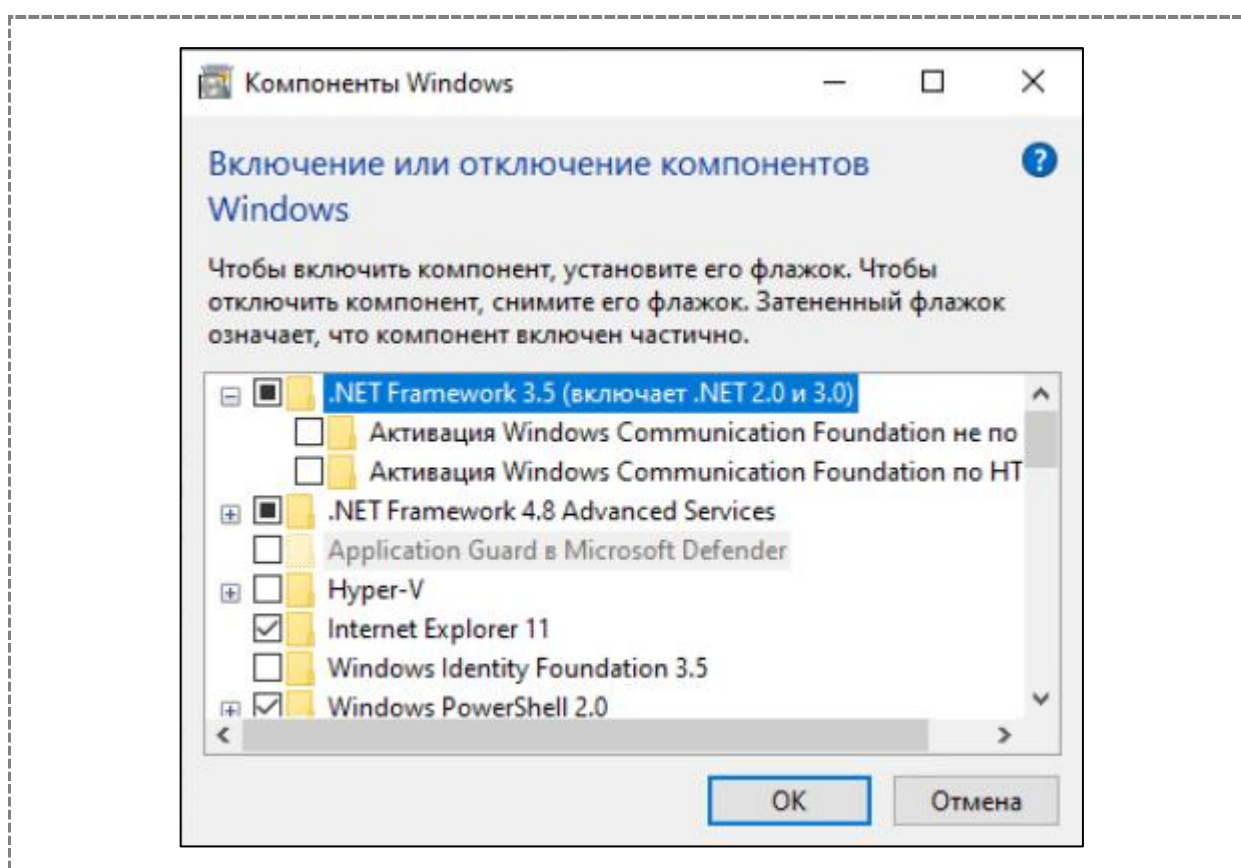 Компоненты Windows
Включение или отключение компонентов
Windows
Чтобы включить компонент, установите его флажок. Чтобы
отключить компонент, снимите его флажок. Затененный флажок
означает, что компонент включен частично.
.NET Framework 3.5 (включает .NET 2.0 и 3.0)
Активация Windows Communication Foundation не по
Активация Windows Communication Foundation по HT
.NET Framework 4.8 Advanced Services
Application Guard в Microsoft Defender
Hyper-V
Internet Explorer 11
Windows Identity Foundation 3.5
Windows PowerShell 2.0
ОК Отмена